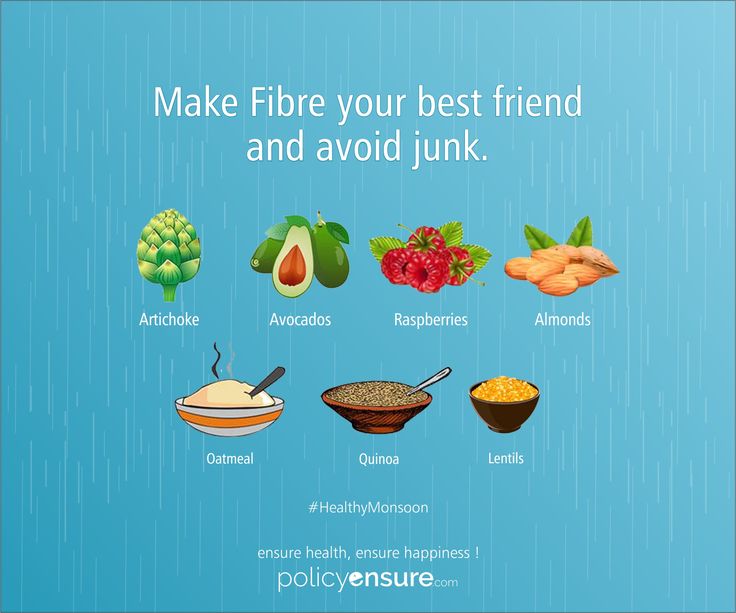 Make Fibre your best friend
and avoid junk.
Artichoke Avocados Raspberries Almonds
Oatmeal Quinoa Lentils
#HealthyMonsoon
ensure health, ensure happiness !
policyensure.com